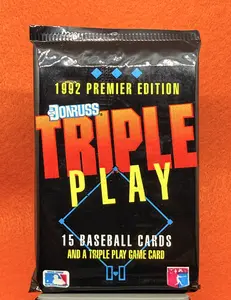 1992 PREMIER EDITION
DONRUSS
TRIPLE
PLAY
15 BASEBALL CARDS
AND A TRIPLE PLAY GAME CARD